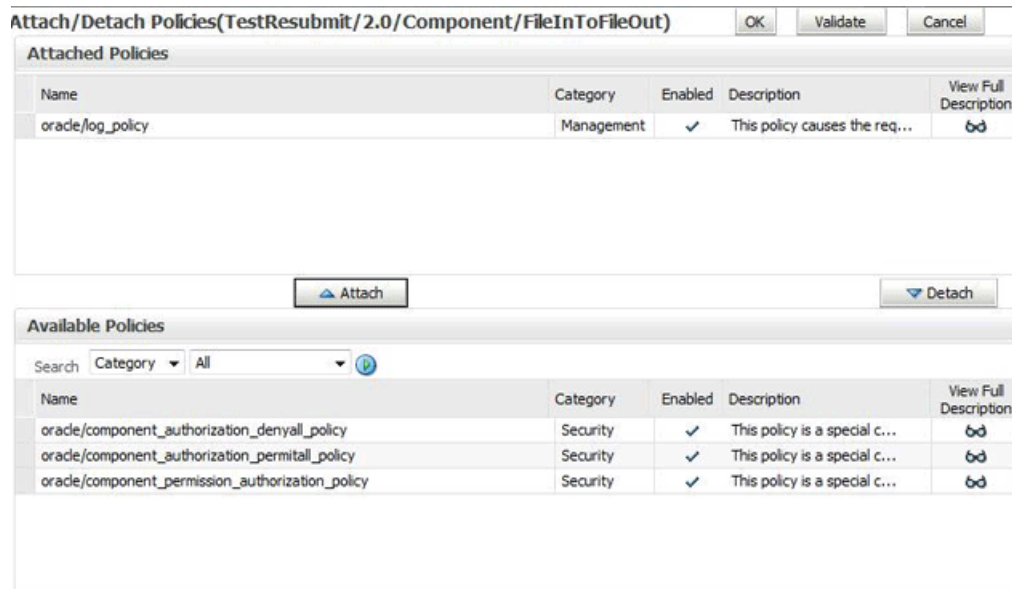 Attach/Detach Policies(TestResubmit/2.0/Component/FileInToFileOut) OK Validate Cancel
Attached Policies
Name Category Enabled Description View Full Description
oracle/log_policy Management This policy causes the req...
Attach Detach
Available Policies
Search Category All
Name Category Enabled Description View Full Description
oracle/component_authorization_denyall_policy Security This policy is a special c...
oracle/component_authorization_permitall_policy Security This policy is a special c...
oracle/component_permission_authorization_policy Security This policy is a special c...